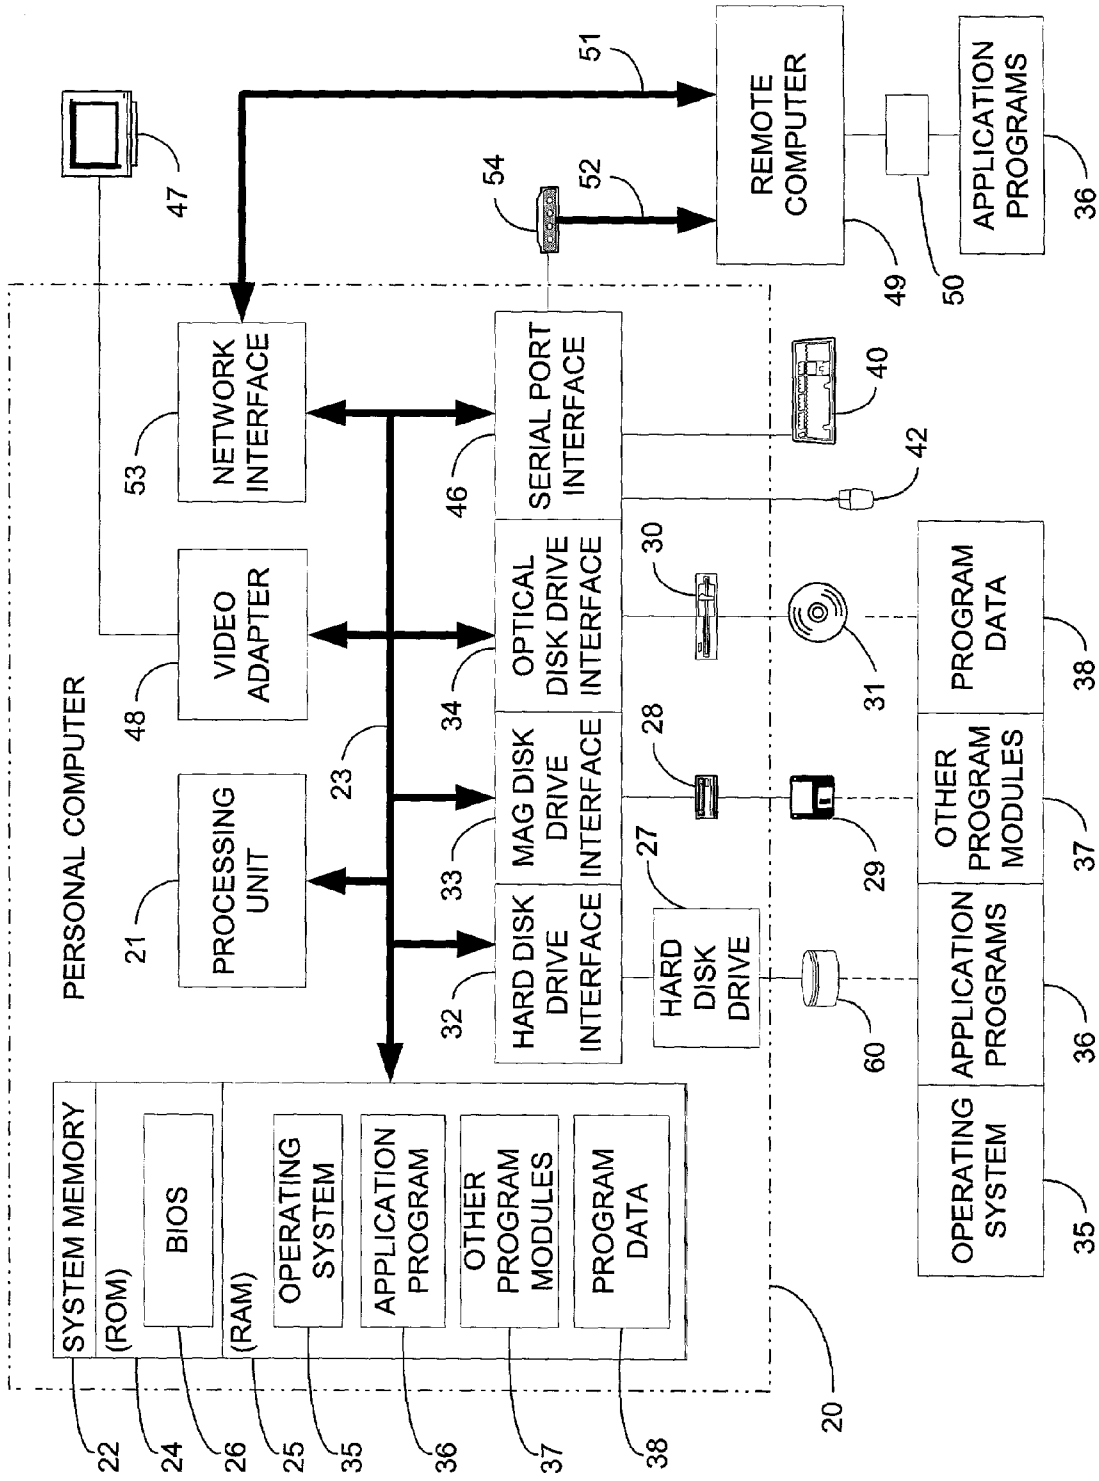 PERSONAL COMPUTER
22
SYSTEM MEMORY
24
(ROM)
26
BIOS
25
(RAM)
35
OPERATING
SYSTEM
36
APPLICATION
PROGRAM
37
OTHER
PROGRAM
MODULES
38
PROGRAM
DATA
21
PROCESSING
UNIT
48
VIDEO
ADAPTER
53
NETWORK
INTERFACE
47
23
32
HARD DISK
DRIVE
INTERFACE
33
MAG DISK
DRIVE
INTERFACE
34
OPTICAL
DISK DRIVE
INTERFACE
46
SERIAL PORT
INTERFACE
54
52
51
27
HARD
DISK
DRIVE
28
30
20
60
29
31
42
40
REMOTE
COMPUTER
49
50
APPLICATION
PROGRAMS
36
OPERATING
SYSTEM
35
APPLICATION
PROGRAMS
36
OTHER
PROGRAM
MODULES
37
PROGRAM
DATA
38